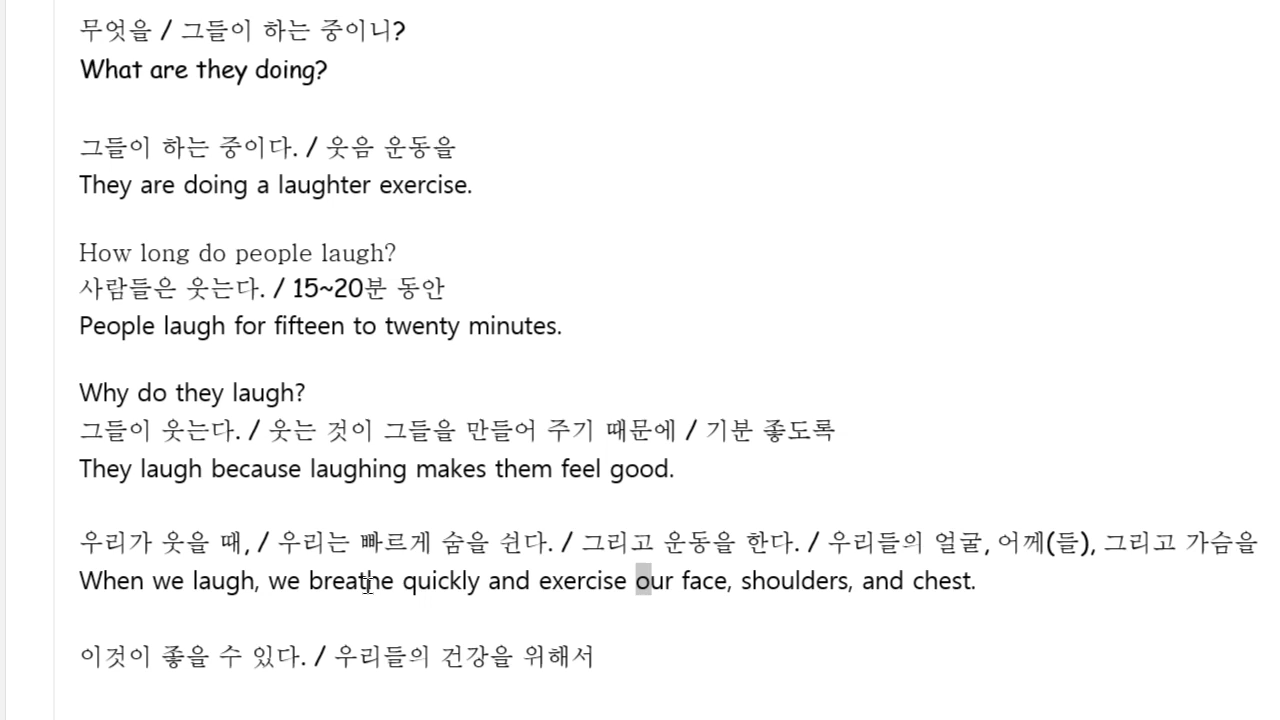 무엇을 / 그들이 하는 중이니?
What are they doing?
그들이 하는 중이다. / 웃음 운동을
They are doing a laughter exercise.
How long do people laugh?
사람들은 웃는다. / 15~20분 동안
People laugh for fifteen to twenty minutes.
Why do they laugh?
그들이 웃는다. / 웃는 것이 그들을 만들어 주기 때문에 / 기분 좋도록
They laugh because laughing makes them feel good.
우리가 웃을 때, / 우리는 빠르게 숨을 쉰다. / 그리고 운동을 한다. / 우리들의 얼굴, 어께(들), 그리고 가슴을
When we laugh, we breathe quickly and exercise our face, shoulders, and chest.
이것이 좋을 수 있다. / 우리들의 건강을 위해서